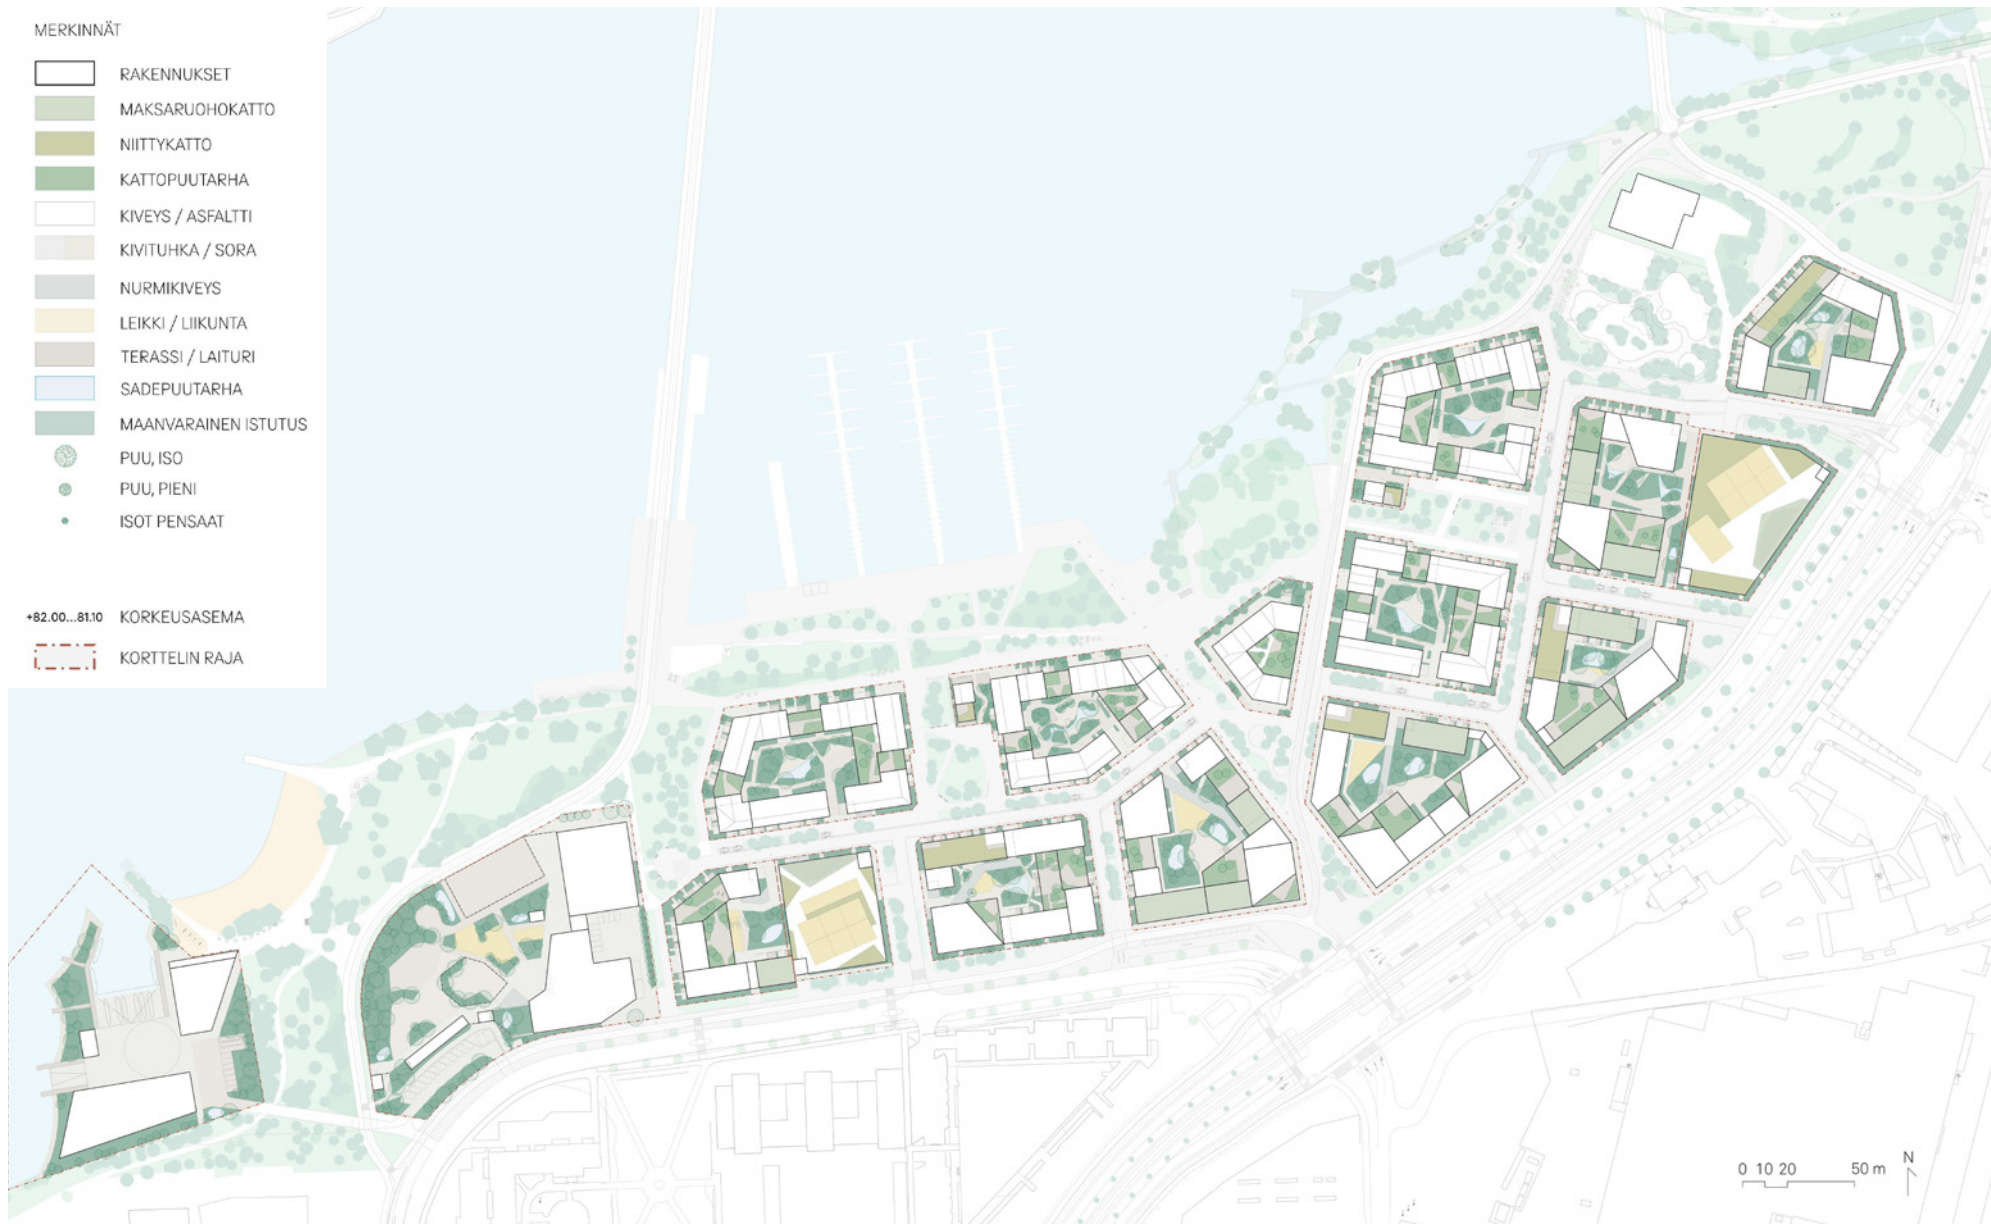 MERKINNÄT
RAKENNUKSET
MAKSARUOHOKATTO
NIITTYKATTO
KATTOPUUTARHA
KIVEYS / ASFALTTI
KIVITUHKA / SORA
NURMIKIVEYS
LEIKKI / LIIKUNTA
TERASSI / LAITURI
SADEPUUTARHA
MAANVARAINEN ISTUTUS
PUU, ISO
PUU, PIENI
ISOT PENSAAT
+82.00...81.10 KORKEUSASEMA
KORTTELIN RAJA
0 10 20 50 m
N